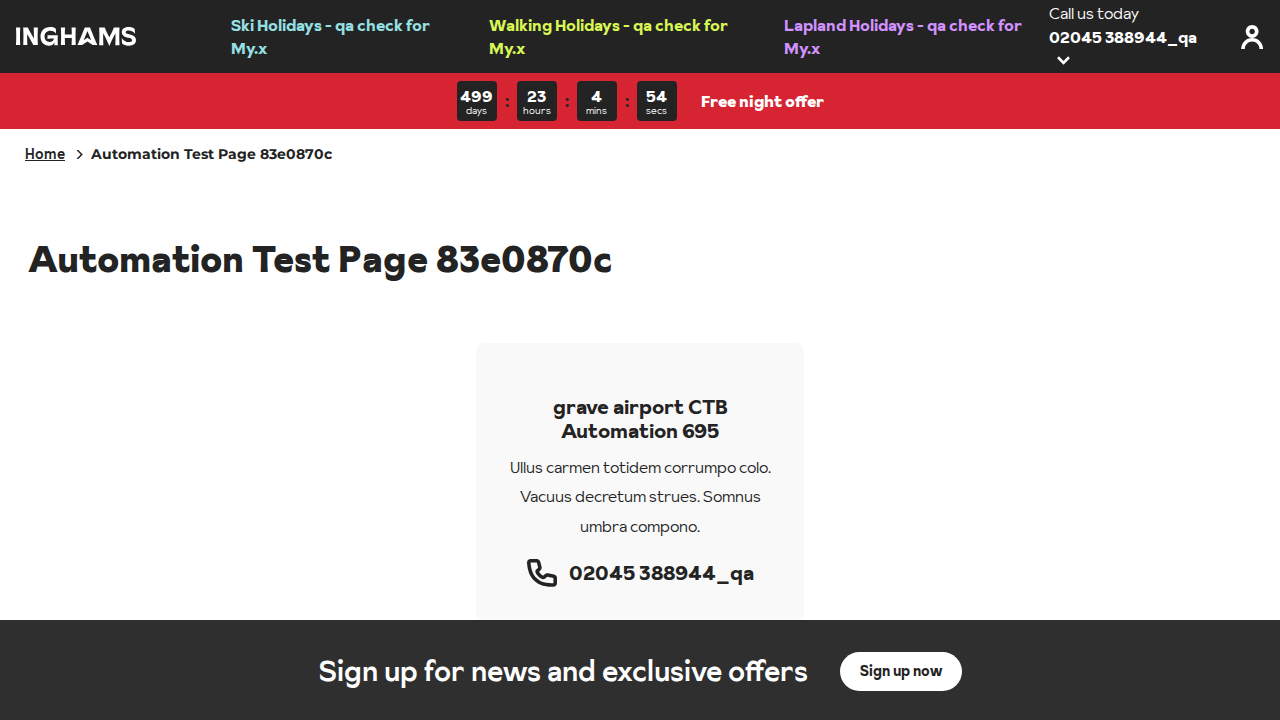 INGHAMS
Ski Holidays - qa check for
My.x
Walking Holidays - qa check for
My.x
Lapland Holidays - qa check for
My.x
Call us today
02045 388944_qa
499 : 23 : 4 : 54
days hours mins secs
Free night offer
Home > Automation Test Page 83e0870c
Automation Test Page 83e0870c
grave airport CTB
Automation 695
Ullus carmen totidem corrumpo colo.
Vacuus decretum strues. Somnus
umbra compono.
02045 388944_qa
Sign up for news and exclusive offers
Sign up now